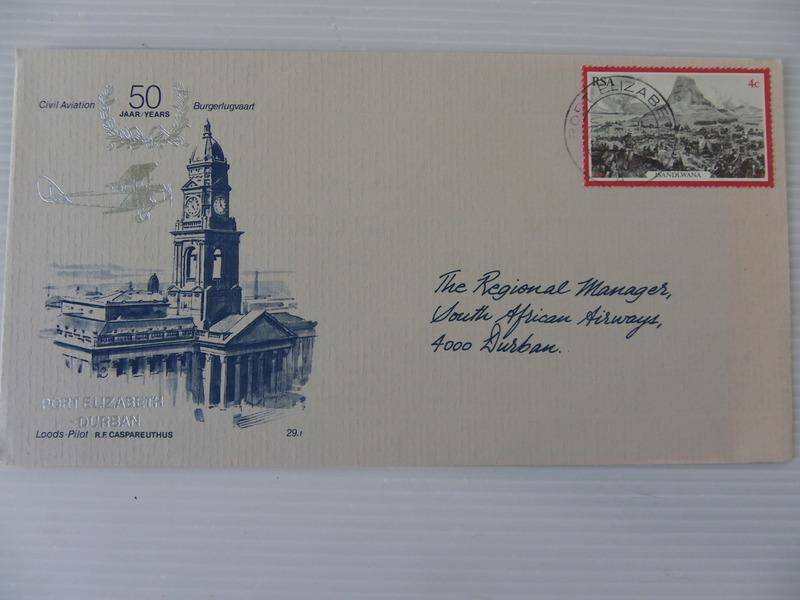 Civil Aviation 50 Burgerlugvaart
JAAR/YEARS
RSA 4c
PORT ELIZABE
ISANDLWANA
The Regional Manager,
South African Airways,
4000 Durban.
PORT ELIZABETH
-DURBAN
Loods-Pilot R.F. CASPAREUTHUS 29.1